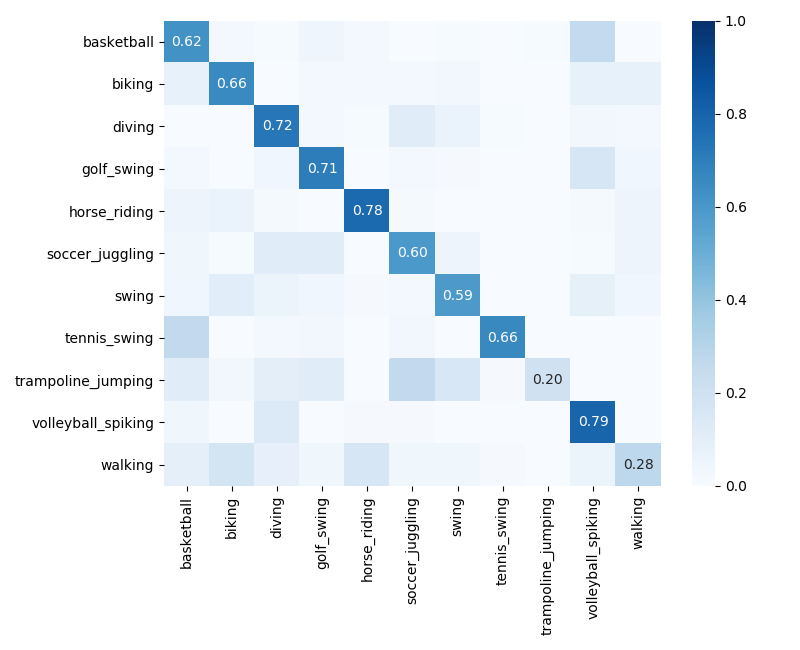 basketball 0.62 1.0
biking 0.66
diving 0.72 0.8
golf_swing 0.71
horse_riding 0.78 0.6
soccer_juggling 0.60
swing 0.59 0.4
tennis_swing 0.66
trampoline_jumping 0.20 0.2
volleyball_spiking 0.79
walking 0.28 0.0
basketball
biking
diving
golf_swing
horse_riding
soccer_juggling
swing
tennis_swing
trampoline_jumping
volleyball_spiking
walking